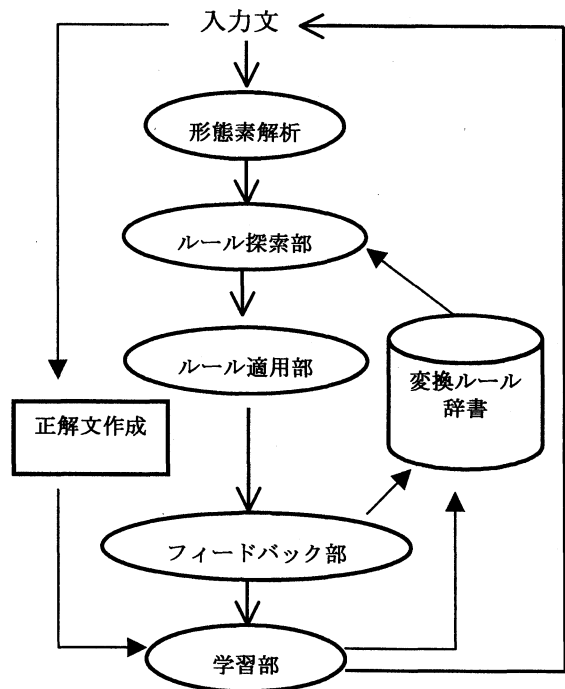 入力文
形態素解析
ルール探索部
ルール適用部
変換ルール
辞書
正解文作成
フィードバック部
学習部